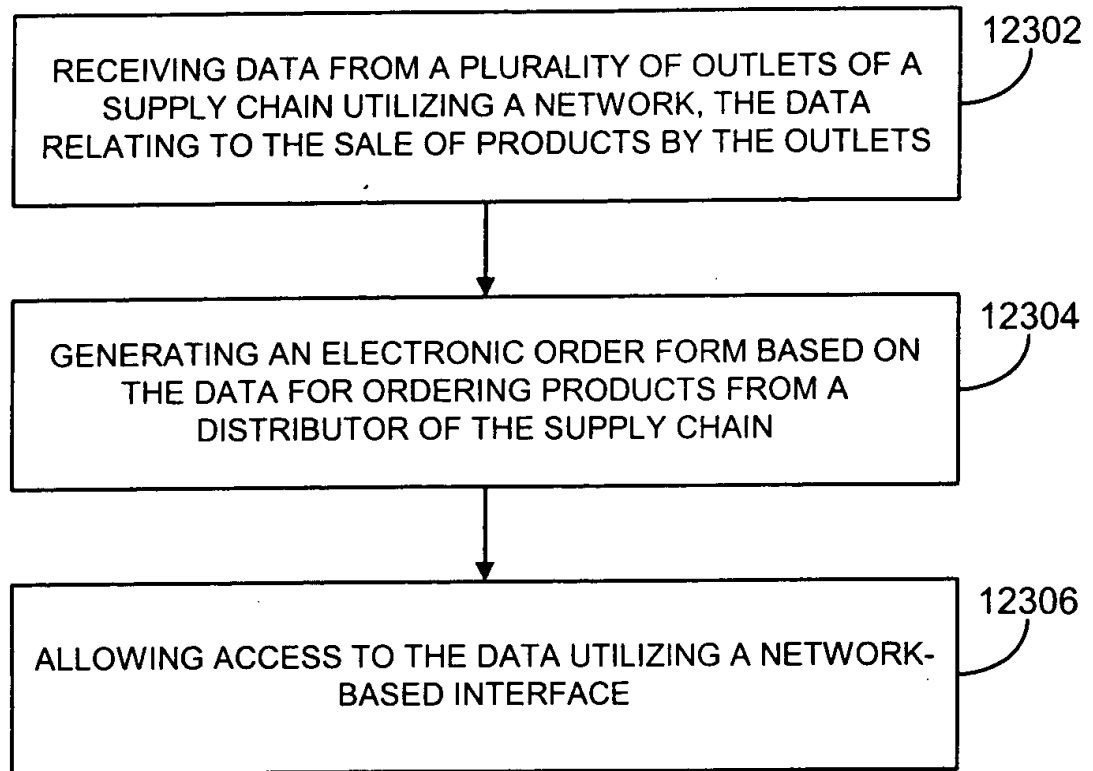 12302
RECEIVING DATA FROM A PLURALITY OF OUTLETS OF A
SUPPLY CHAIN UTILIZING A NETWORK, THE DATA
RELATING TO THE SALE OF PRODUCTS BY THE OUTLETS
12304
GENERATING AN ELECTRONIC ORDER FORM BASED ON
THE DATA FOR ORDERING PRODUCTS FROM A
DISTRIBUTOR OF THE SUPPLY CHAIN
12306
ALLOWING ACCESS TO THE DATA UTILIZING A NETWORK-
BASED INTERFACE